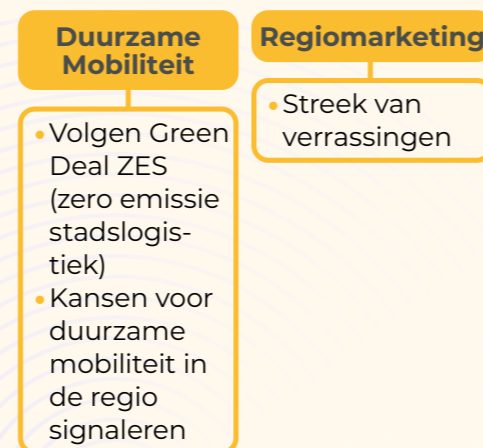 Duurzame
Mobiliteit
• Volgen Green
Deal ZES
(zero emissie
stadslogis-
tiek)
• Kansen voor
duurzame
mobiliteit in
de regio
signaleren
Regiomarketing
• Streek van
verrassingen